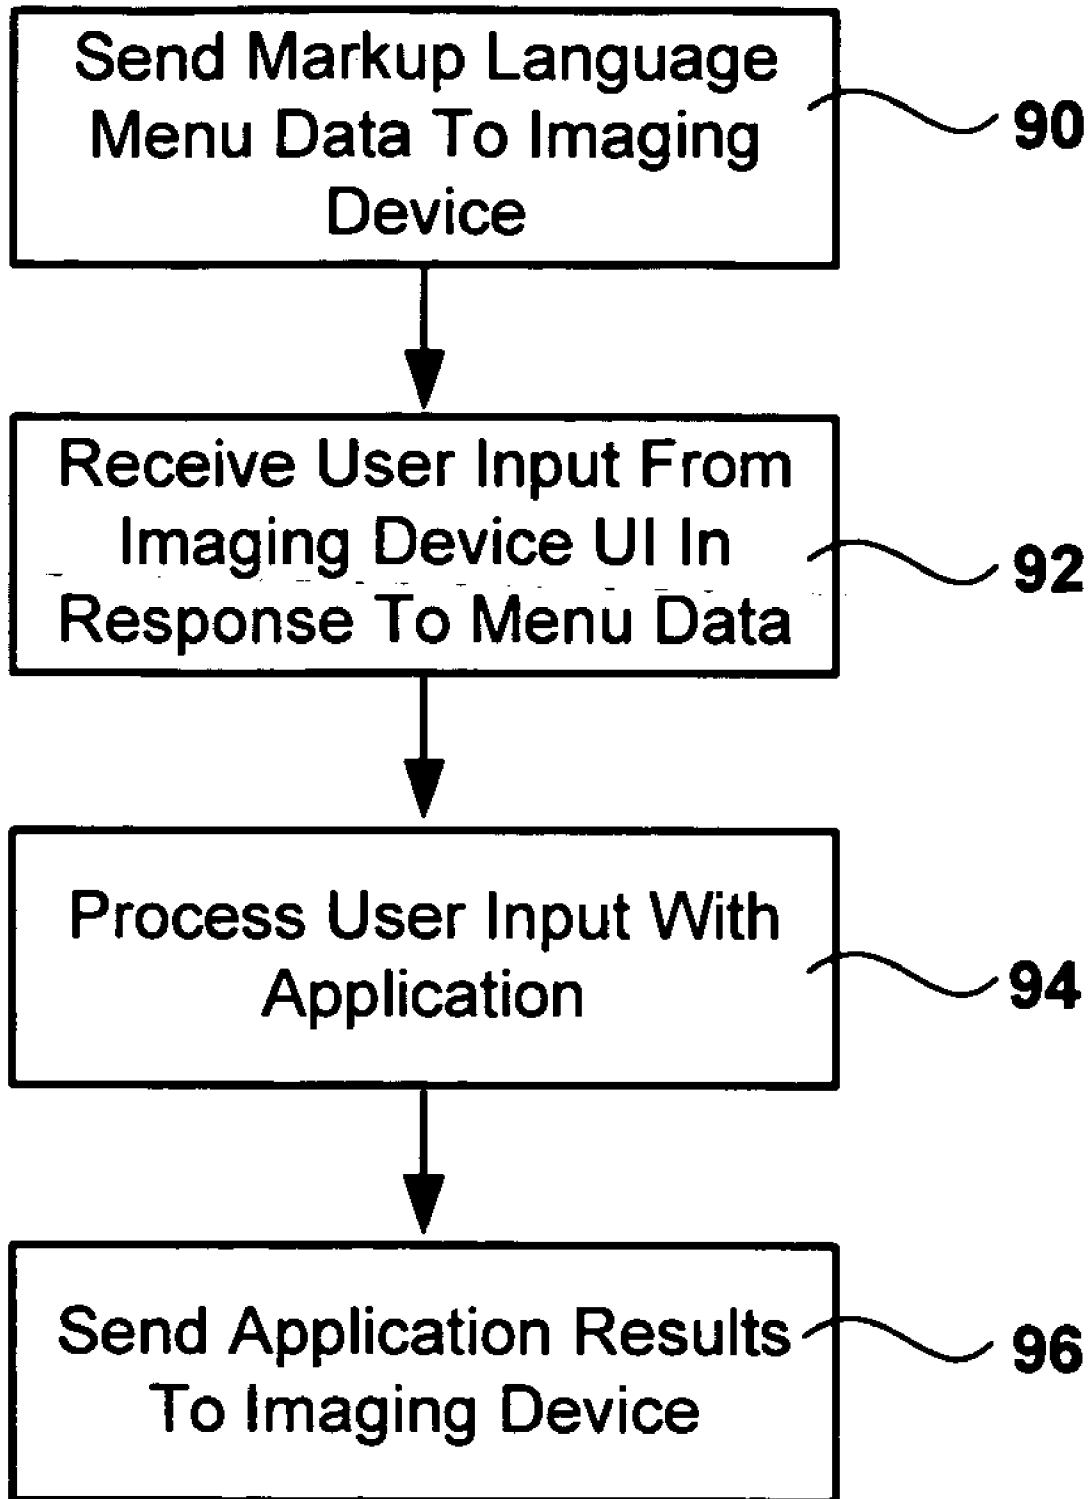 Send Markup Language
Menu Data To Imaging
Device
90
Receive User Input From
Imaging Device UI In
Response To Menu Data
92
Process User Input With
Application
94
Send Application Results
To Imaging Device
96